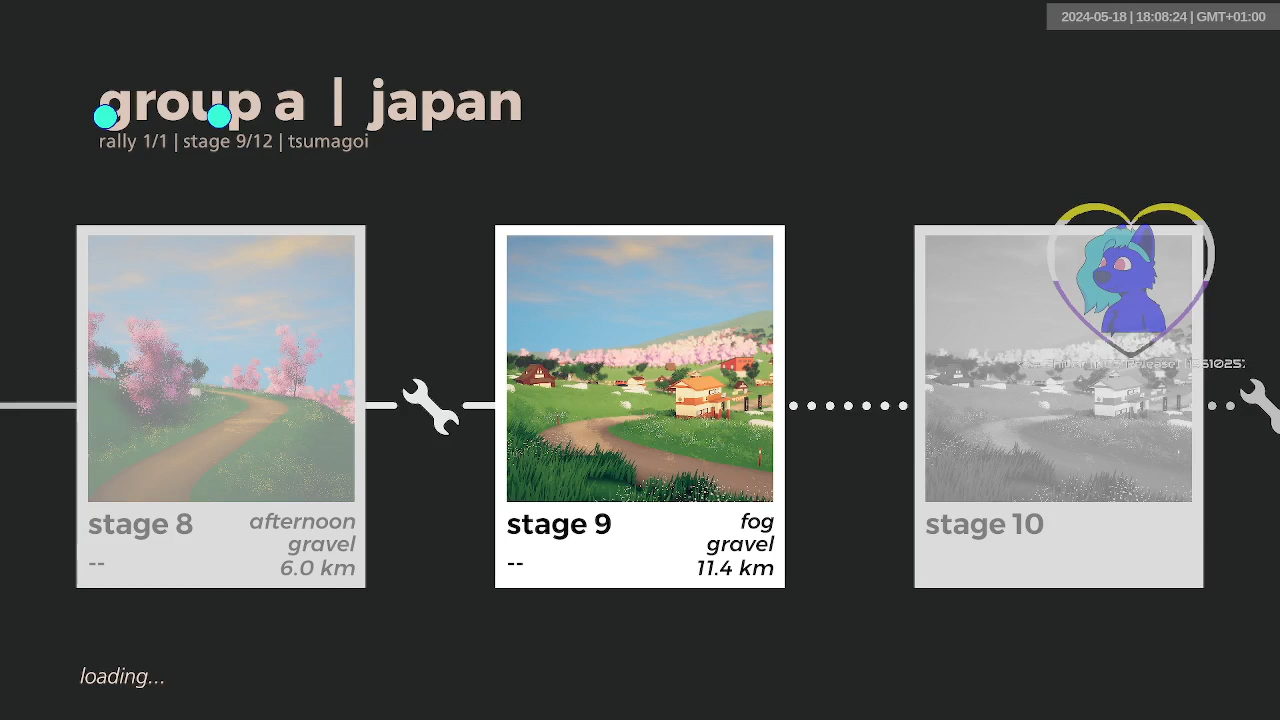 2024-05-18 | 18:08:24 | GMT+01:00
group a | japan
rally 1/1 | stage 9/12 | tsumagoi
stage 8
afternoon
gravel
--
6.0 km
stage 9
fog
gravel
--
11.4 km
stage 10
loading...